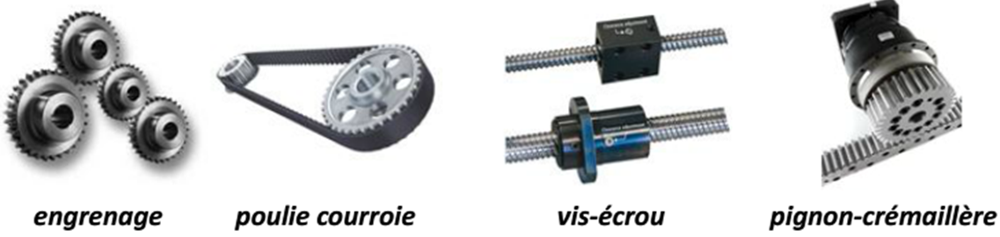 engrenage
poulie courroie
vis-écrou
pignon-crémaillère